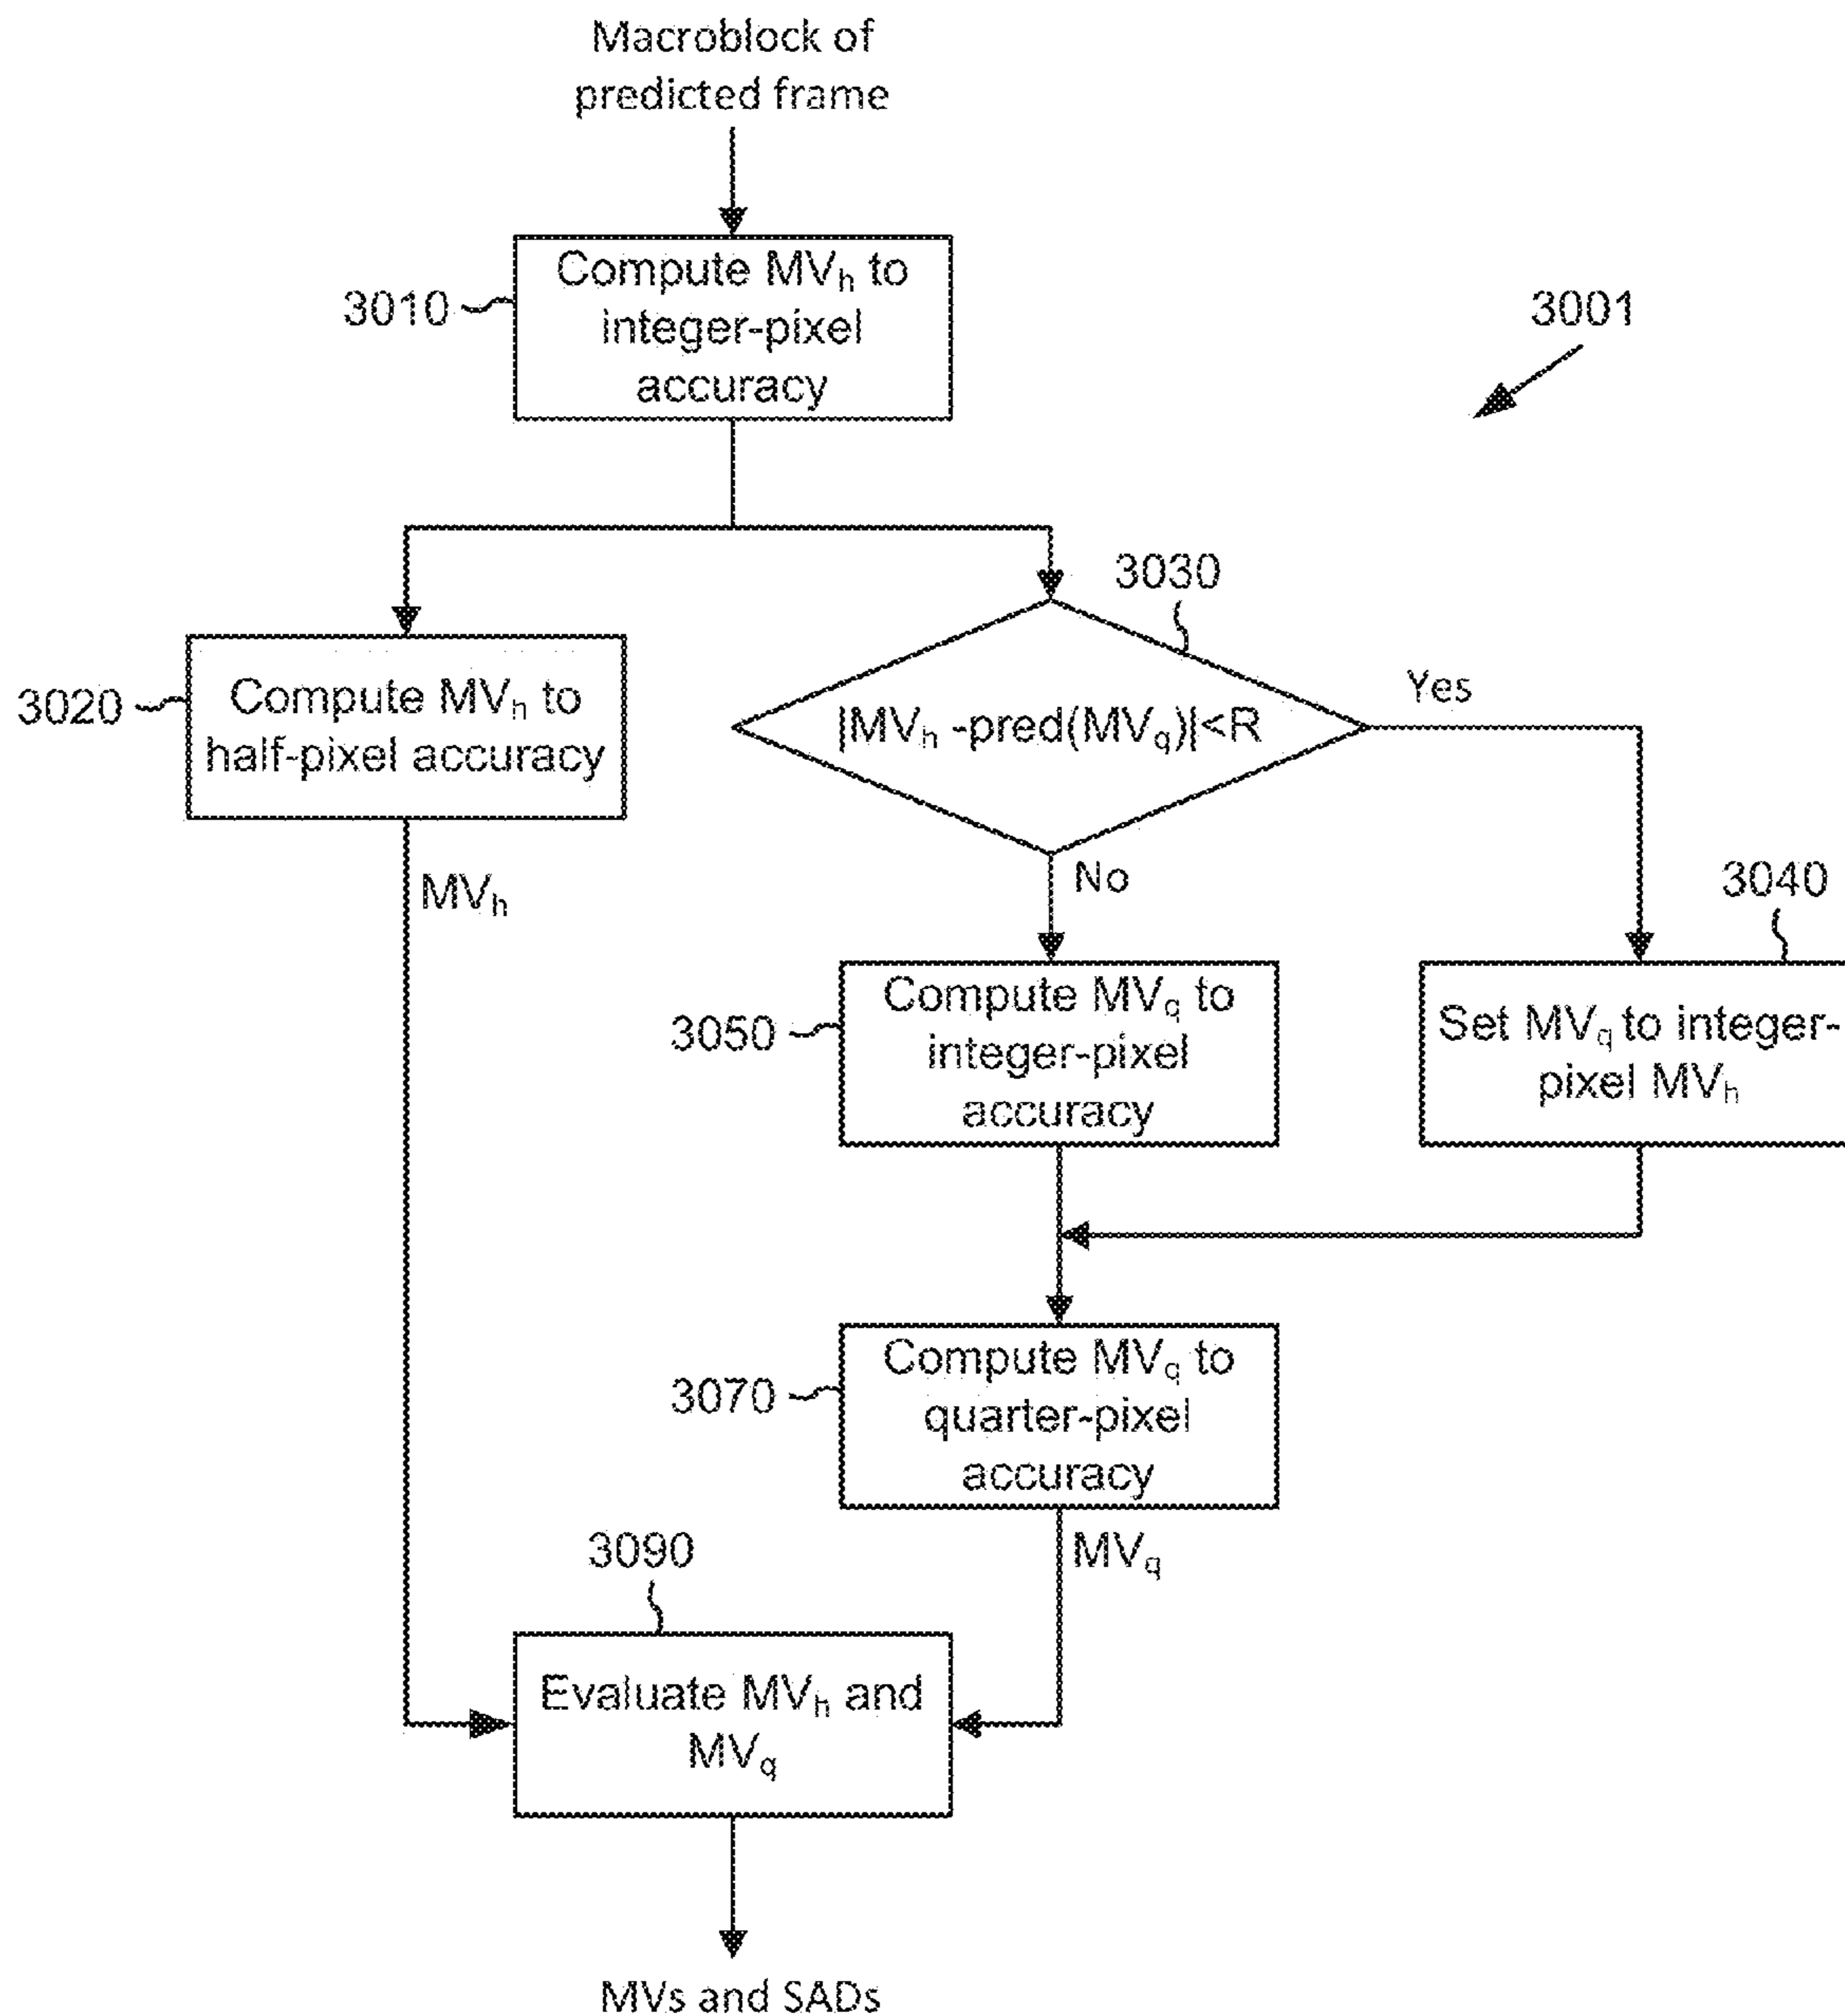 Macroblock of
predicted frame
3010
Compute MVh to
integer-pixel
accuracy
3001
3020
Compute MVh to
half-pixel accuracy
3030
|MVh -pred(MVq)|<R
Yes
No
MVh
3040
Set MVq to integer-
pixel MVh
3050
Compute MVq to
integer-pixel
accuracy
3070
Compute MVq to
quarter-pixel
accuracy
MVq
3090
Evaluate MVh and
MVq
MVs and SADs